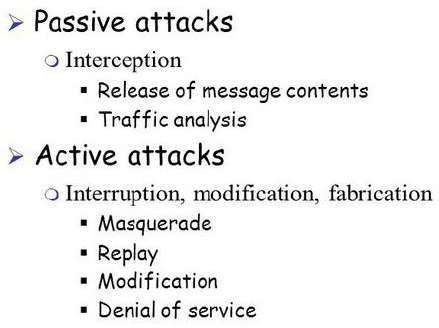 Passive attacks
Interception
Release of message contents
Traffic analysis
Active attacks
Interruption, modification, fabrication
Masquerade
Replay
Modification
Denial of service